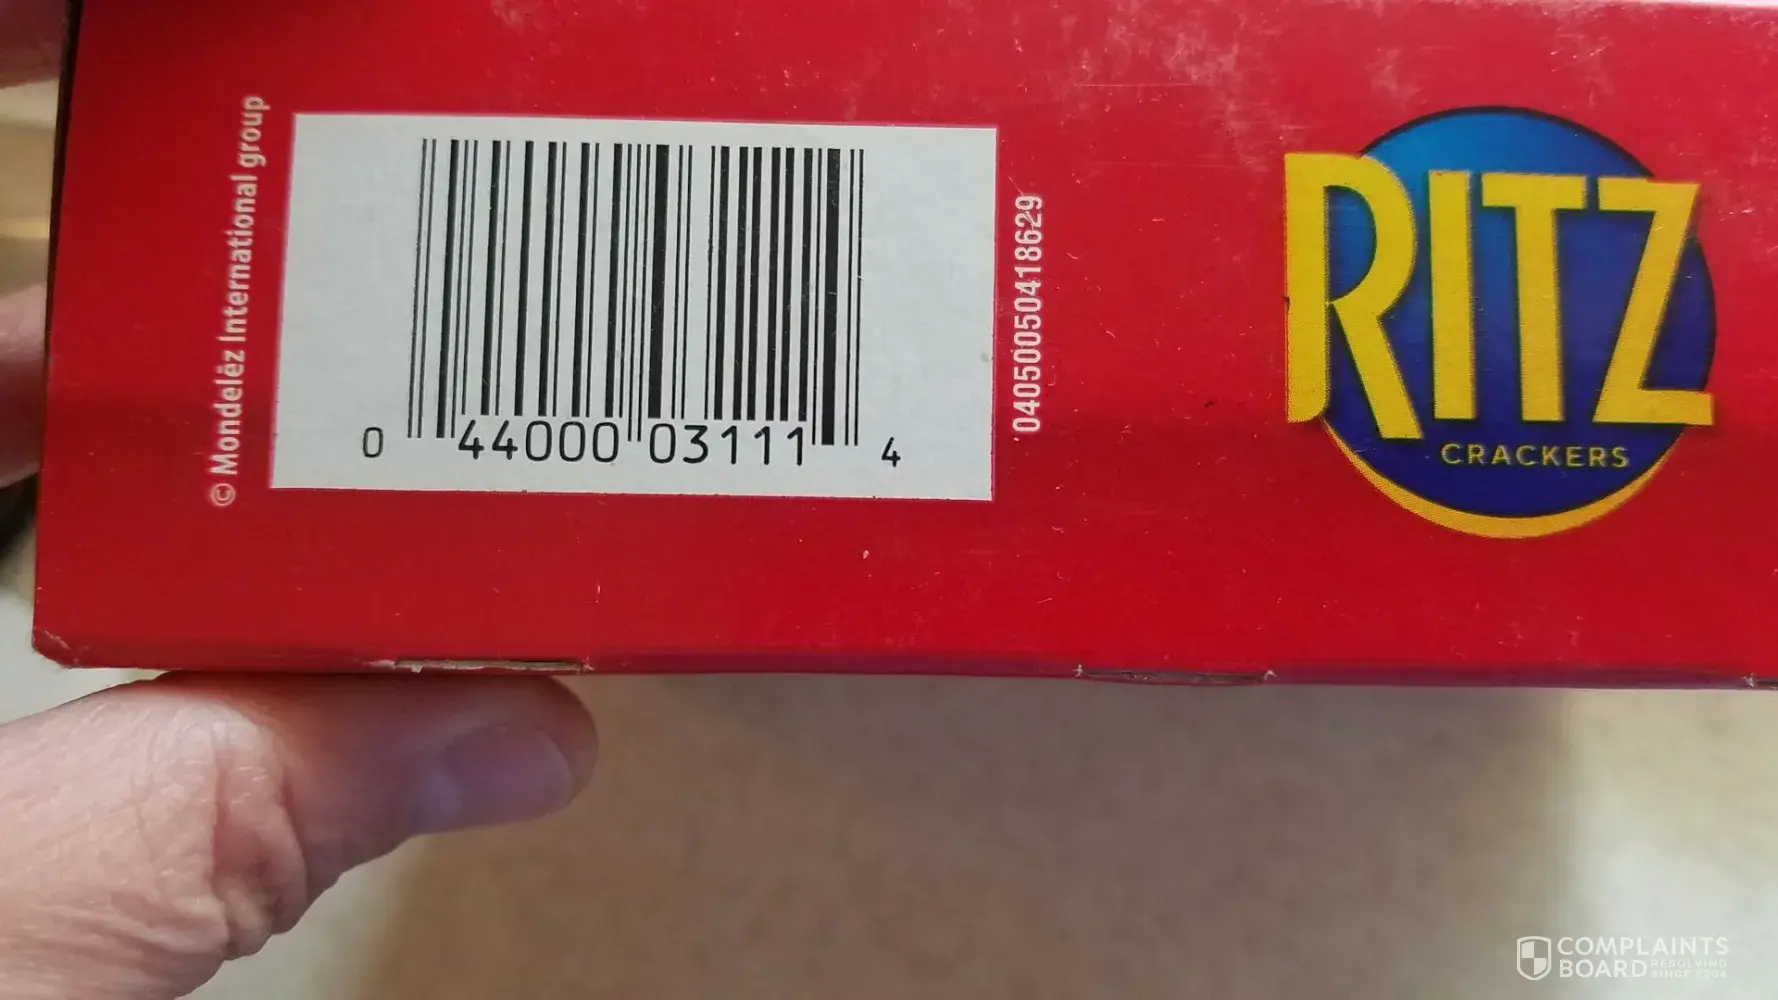 © Mondelēz International group
0 44000 03111 4
04050050418629
RITZ
CRACKERS
COMPLAINTS
BOARD RESOLVING
SINCE 2004